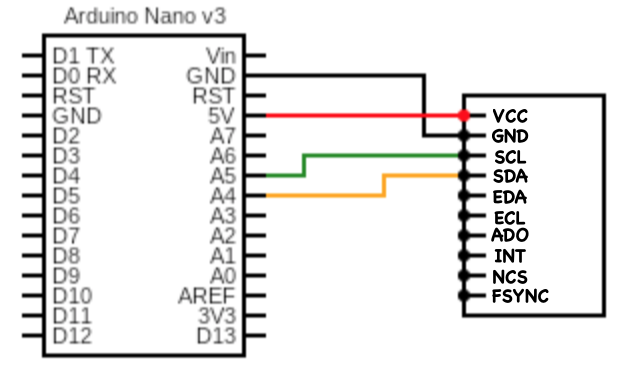 Arduino Nano v3
D1 TX Vin
D0 RX GND
RST RST
GND 5V
D2 A7
D3 A6
D4 A5
D5 A4
D6 A3
D7 A2
D8 A1
D9 A0
D10 AREF
D11 3V3
D12 D13
VCC
GND
SCL
SDA
EDA
ECL
ADO
INT
NCS
FSYNC